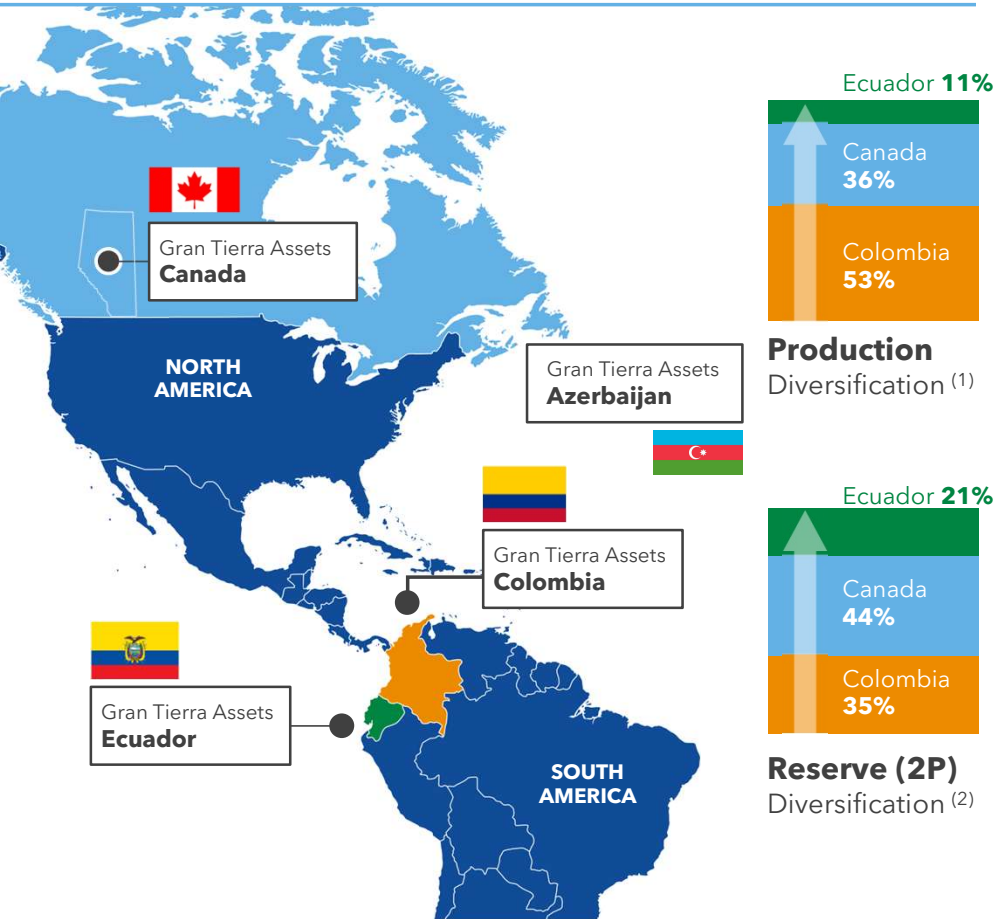 Ecuador 11%
Canada
36%
Colombia
53%
Production
Diversification (1)
Gran Tierra Assets
Canada
NORTH
AMERICA
Gran Tierra Assets
Azerbaijan
Gran Tierra Assets
Colombia
Gran Tierra Assets
Ecuador
SOUTH
AMERICA
Ecuador 21%
Canada
44%
Colombia
35%
Reserve (2P)
Diversification (2)